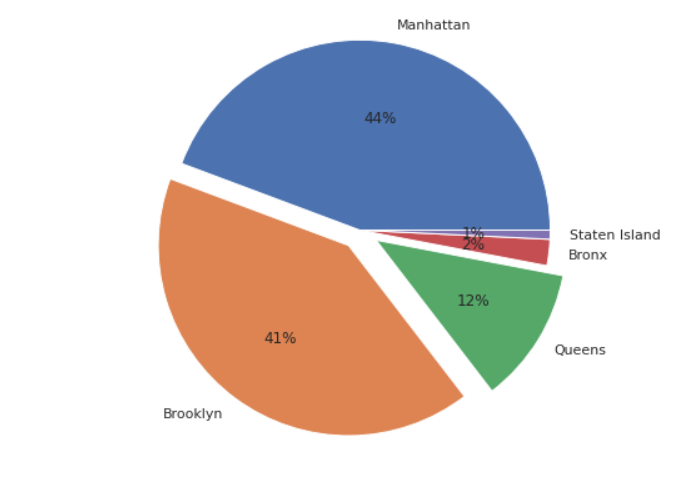 Manhattan
44%
1%
Staten Island
2%
Bronx
12%
41%
Queens
Brooklyn